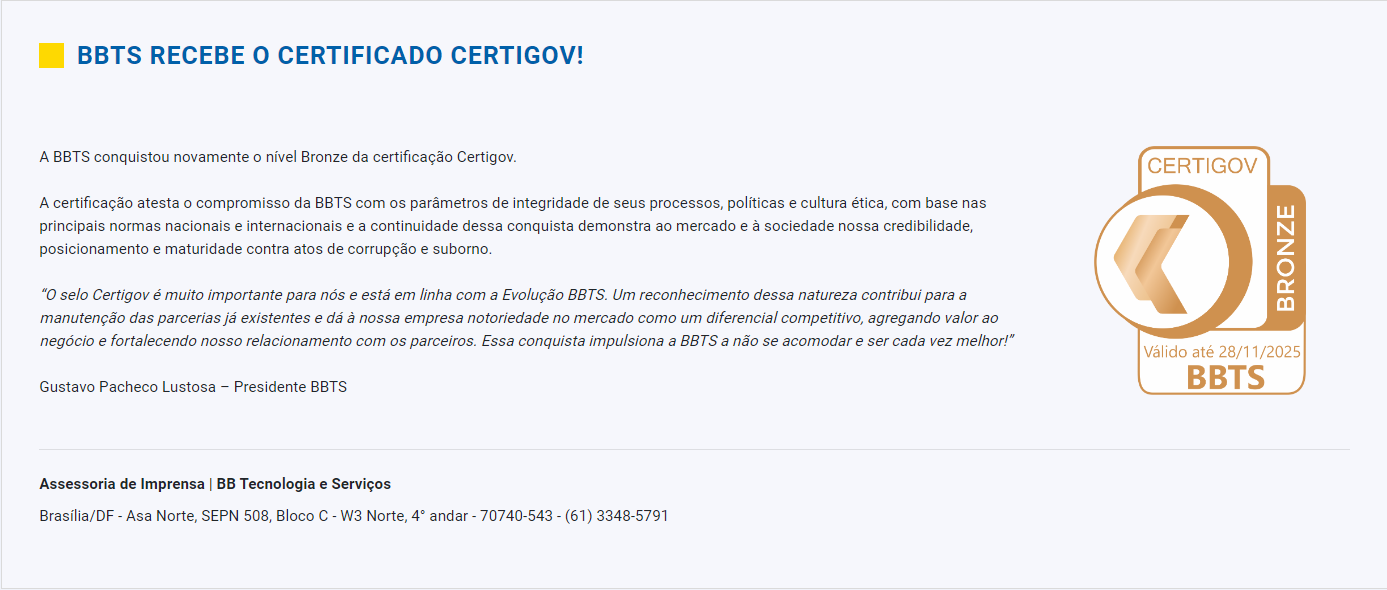 BBTS RECEBE O CERTIFICADO CERTIGOV!
A BBTS conquistou novamente o nível Bronze da certificação Certigov.
A certificação atesta o compromisso da BBTS com os parâmetros de integridade de seus processos, políticas e cultura ética, com base nas
principais normas nacionais e internacionais e a continuidade dessa conquista demonstra ao mercado e à sociedade nossa credibilidade,
posicionamento e maturidade contra atos de corrupção e suborno.
“O selo Certigov é muito importante para nós e está em linha com a Evolução BBTS. Um reconhecimento dessa natureza contribui para a
manutenção das parcerias já existentes e dá à nossa empresa notoriedade no mercado como um diferencial competitivo, agregando valor ao
negócio e fortalecendo nosso relacionamento com os parceiros. Essa conquista impulsiona a BBTS a não se acomodar e ser cada vez melhor!”
Gustavo Pacheco Lustosa – Presidente BBTS
CERTIGOV
BRONZE
Válido até 28/11/2025
BBTS
Assessoria de Imprensa | BB Tecnologia e Serviços
Brasília/DF - Asa Norte, SEPN 508, Bloco C - W3 Norte, 4° andar - 70740-543 - (61) 3348-5791